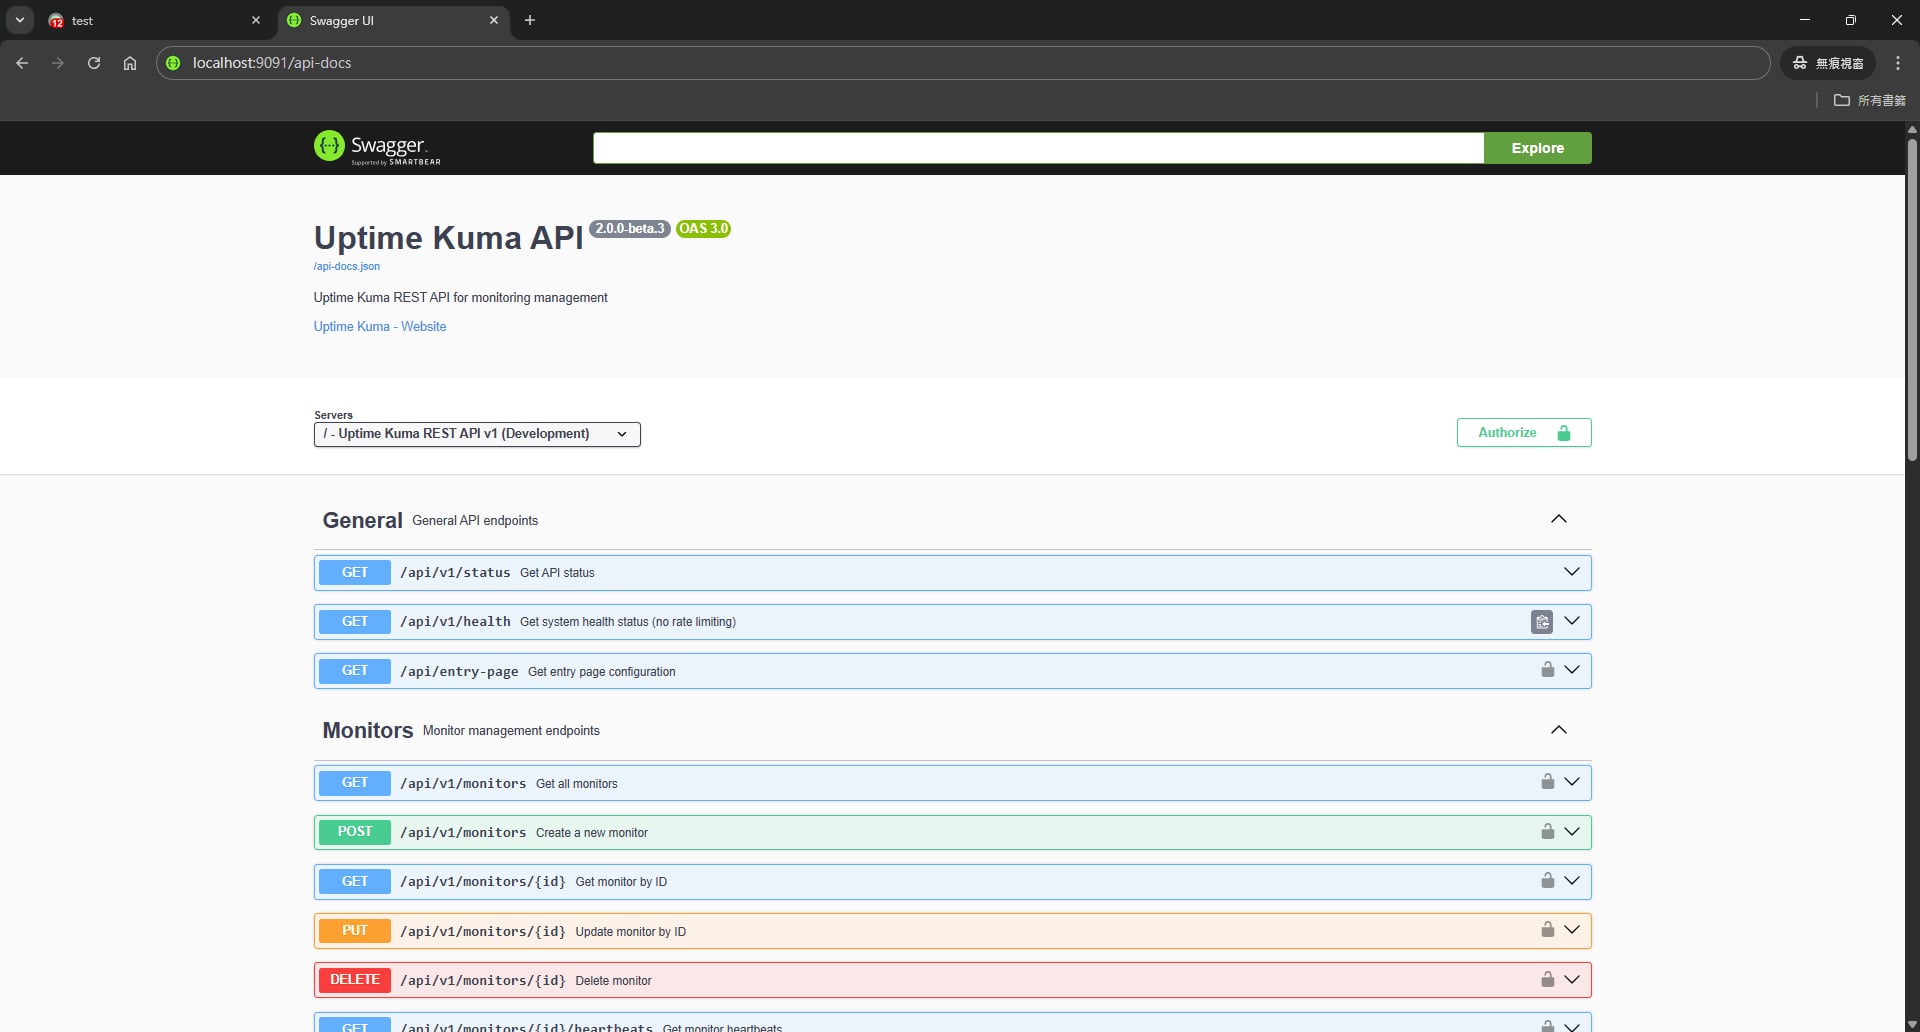 12 test
Swagger UI
localhost:9091/api-docs
無痕視窗
所有書籤
Swagger
Supported by SMARTBEAR
Explore
Uptime Kuma API 2.0.0-beta.3 OAS 3.0
/api-docs.json
Uptime Kuma REST API for monitoring management
Uptime Kuma - Website
Servers
/ - Uptime Kuma REST API v1 (Development)
Authorize
General General API endpoints
GET /api/v1/status Get API status
GET /api/v1/health Get system health status (no rate limiting)
GET /api/entry-page Get entry page configuration
Monitors Monitor management endpoints
GET /api/v1/monitors Get all monitors
POST /api/v1/monitors Create a new monitor
GET /api/v1/monitors/{id} Get monitor by ID
PUT /api/v1/monitors/{id} Update monitor by ID
DELETE /api/v1/monitors/{id} Delete monitor
GET /api/v1/monitors/{id}/heartbeats Get monitor heartbeats